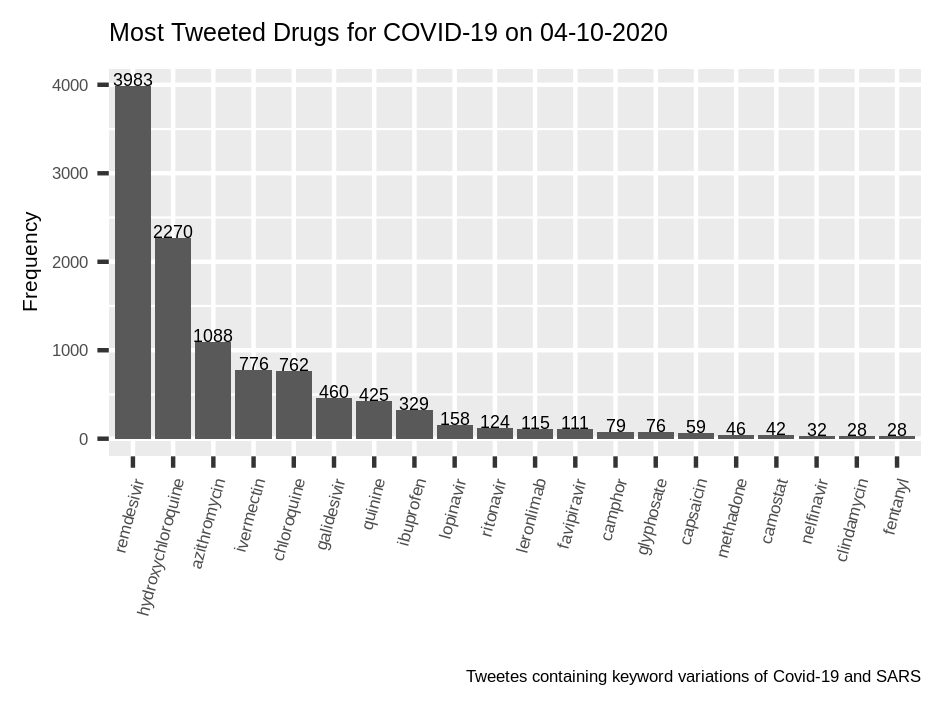 Most Tweeted Drugs for COVID-19 on 04-10-2020
Frequency
4000
3000
2000
1000
0
3983
2270
1088
776
762
460
425
329
158
124
115
111
79
76
59
46
42
32
28
28
remdesivir
hydroxychloroquine
azithromycin
ivermectin
chloroquine
galidesivir
quinine
ibuprofen
lopinavir
ritonavir
leronlimab
favipiravir
camphor
glyphosate
capsaicin
methadone
camostat
nelfinavir
clindamycin
fentanyl
Tweetes containing keyword variations of Covid-19 and SARS